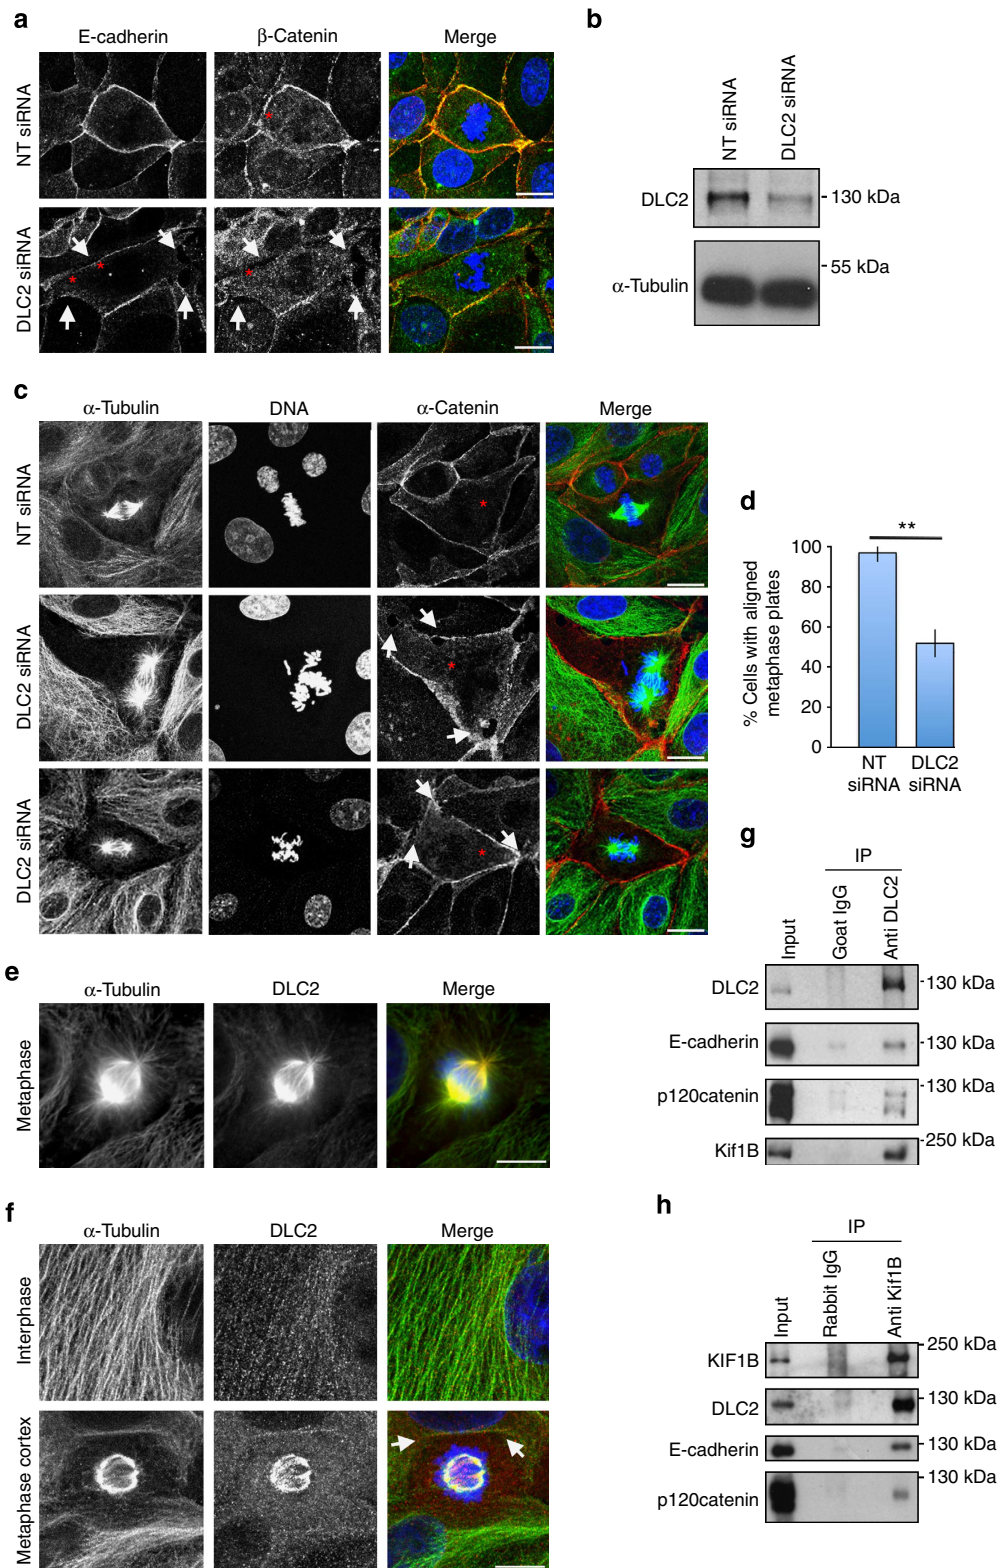 a
E-cadherin β-Catenin Merge
NT siRNA
DLC2 siRNA
b
NT siRNA
DLC2 siRNA
DLC2
130 kDa
α-Tubulin
55 kDa
c
α-Tubulin DNA α-Catenin Merge
NT siRNA
DLC2 siRNA
DLC2 siRNA
d
**
% Cells with aligned
metaphase plates
100
80
60
40
20
0
NT siRNA
DLC2 siRNA
e
α-Tubulin DLC2 Merge
Metaphase
f
α-Tubulin DLC2 Merge
Interphase
Metaphase cortex
g
IP
Input
Goat IgG
Anti DLC2
DLC2
130 kDa
E-cadherin
130 kDa
p120catenin
130 kDa
Kif1B
250 kDa
h
IP
Input
Rabbit IgG
Anti Kif1B
KIF1B
250 kDa
DLC2
130 kDa
E-cadherin
130 kDa
p120catenin
130 kDa